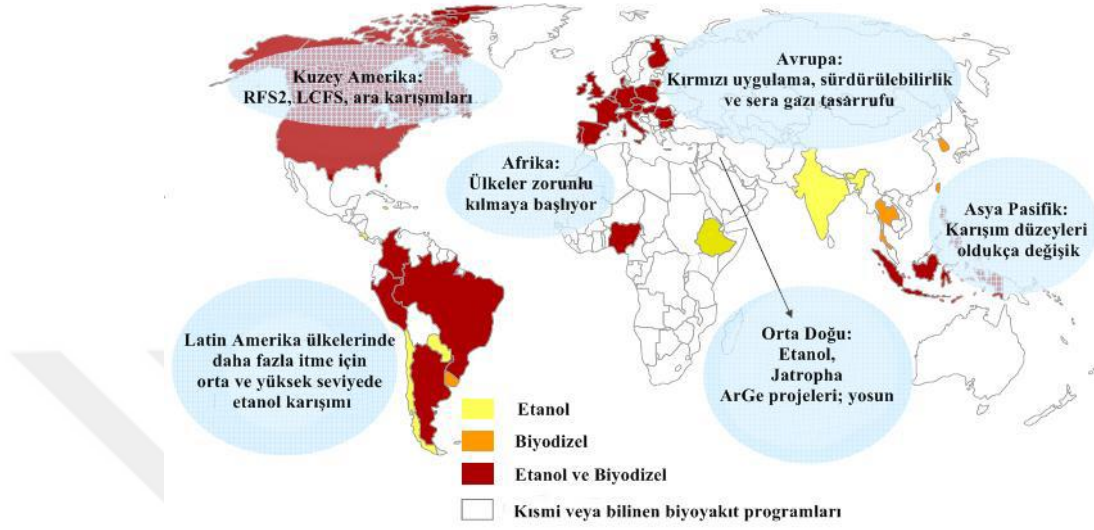 Kuzey Amerika:
RFS2, LCFS, ara karışımları
Avrupa:
Kırmızı uygulama, sürdürülebilirlik
ve sera gazı tasarrufu
Afrika:
Ülkeler zorunlu
kılmaya başlıyor
Asya Pasifik:
Karışım düzeyleri
oldukça değişik
Latin Amerika ülkelerinde
daha fazla itme için
orta ve yüksek seviyede
etanol karışımı
Orta Doğu:
Etanol,
Jatropha
ArGe projeleri; yosun
Etanol
Biyodizel
Etanol ve Biyodizel
Kısmi veya bilinen biyoyakıt programları